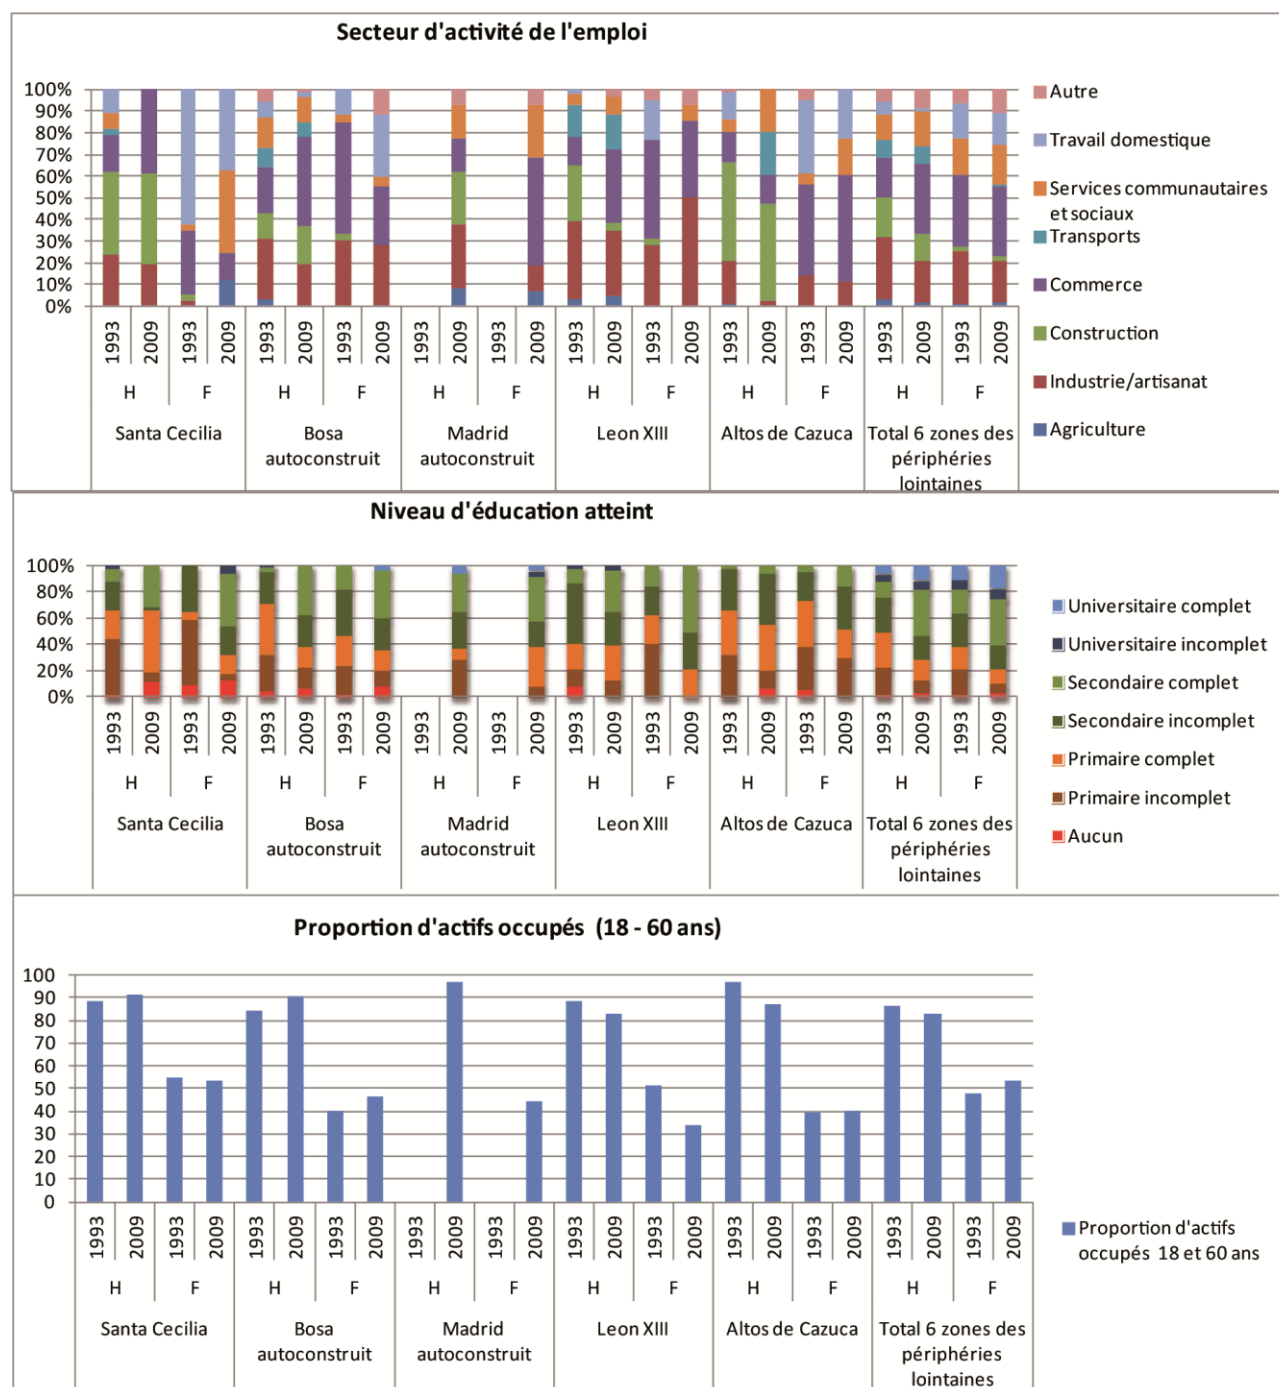 Secteur d'activité de l'emploi
100%
90%
80%
70%
60%
50%
40%
30%
20%
10%
0%
1993 2009 1993 2009 1993 2009 1993 2009 1993 2009 1993 2009 1993 2009 1993 2009 1993 2009 1993 2009 1993 2009 1993 2009
H F H F H F H F H F H F
Santa Cecilia Bosa Madrid Leon XIII Altos de Cazuca Total 6 zones des
autoconstruit autoconstruit périphéries
lointaines
Autre
Travail domestique
Services communautaires
et sociaux
Transports
Commerce
Construction
Industrie/artisanat
Agriculture
Niveau d'éducation atteint
100%
80%
60%
40%
20%
0%
1993 2009 1993 2009 1993 2009 1993 2009 1993 2009 1993 2009 1993 2009 1993 2009 1993 2009 1993 2009 1993 2009 1993 2009
H F H F H F H F H F H F
Santa Cecilia Bosa Madrid Leon XIII Altos de Cazuca Total 6 zones des
autoconstruit autoconstruit périphéries
lointaines
Universitaire complet
Universitaire incomplet
Secondaire complet
Secondaire incomplet
Primaire complet
Primaire incomplet
Aucun
Proportion d'actifs occupés (18 - 60 ans)
100
90
80
70
60
50
40
30
20
10
0
1993 2009 1993 2009 1993 2009 1993 2009 1993 2009 1993 2009 1993 2009 1993 2009 1993 2009 1993 2009 1993 2009 1993 2009
H F H F H F H F H F H F
Santa Cecilia Bosa Madrid Leon XIII Altos de Cazuca Total 6 zones des
autoconstruit autoconstruit périphéries
lointaines
Proportion d'actifs
occupés 18 et 60 ans